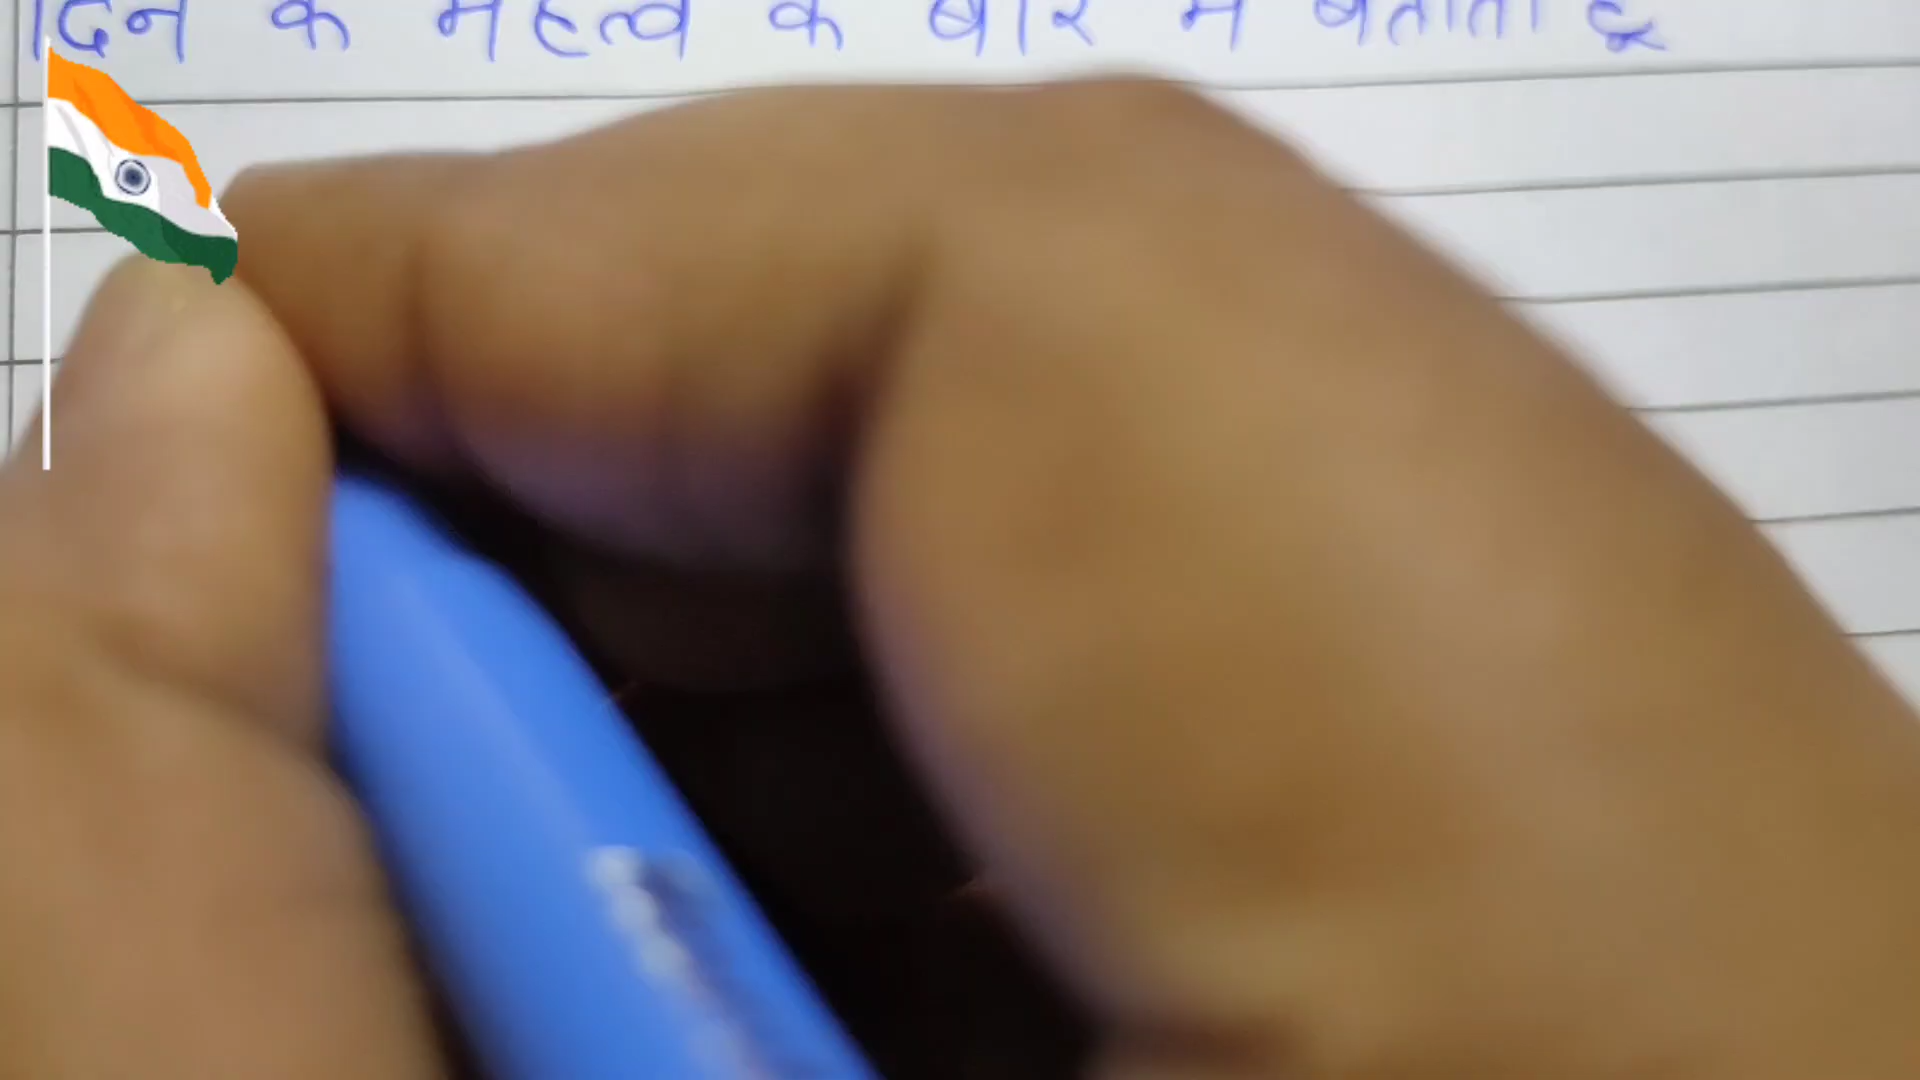 दिन के महत्व के बारे में बताता हूँ